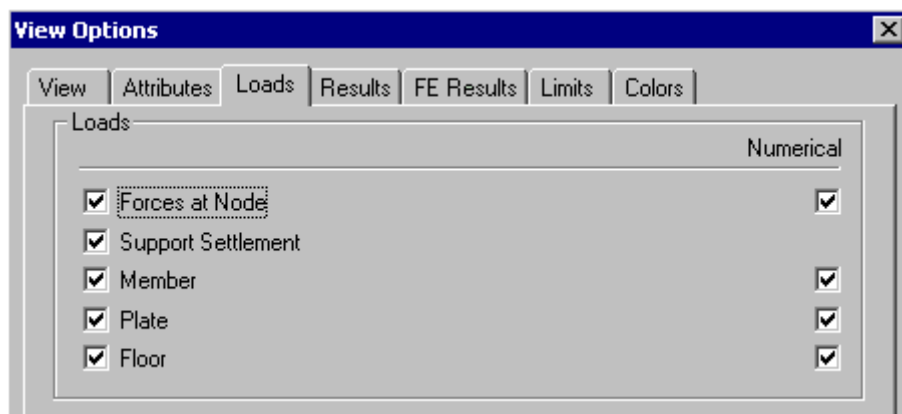 View Options
View Attributes Loads Results FE Results Limits Colors
Loads
Numerical
Forces at Node
Support Settlement
Member
Plate
Floor